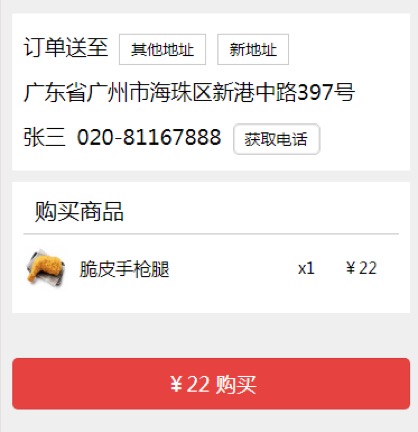 订单送至 其他地址 新地址
广东省广州市海珠区新港中路397号
张三 020-81167888 获取电话
购买商品
脆皮手枪腿 x1 ¥22
¥22 购买